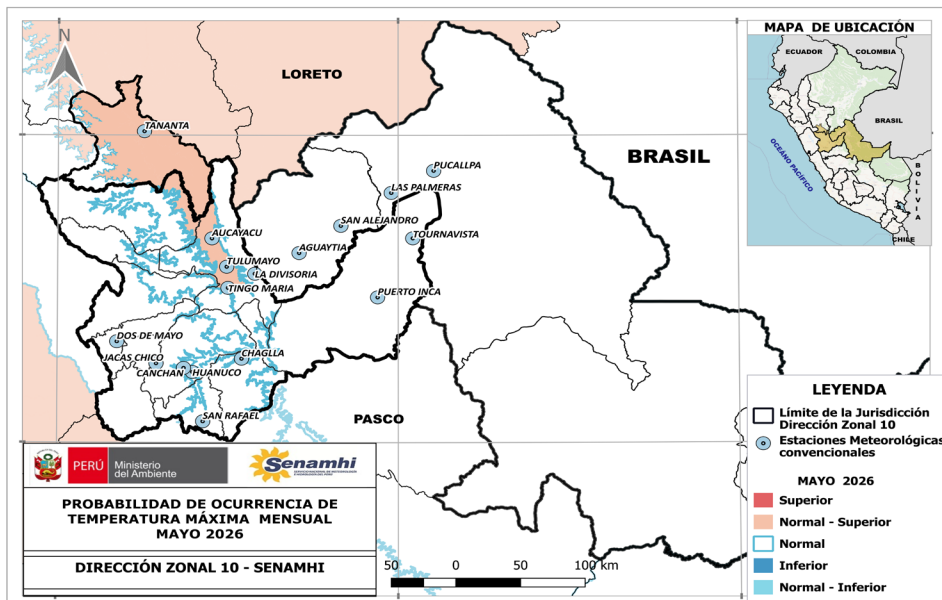 MAPA DE UBICACIÓN
ECUADOR
COLOMBIA
BRASIL
OCEÁNO PACÍFICO
BOLIVIA
CHILE
N
LORETO
TANANTA
BRASIL
PUCALLPA
LAS PALMERAS
SAN ALEJANDRO
AUCAYACU
TOURNAVISTA
AGUAYTIA
TULUMAYO
LA DIVISORIA
TINGO MARIA
PUERTO INCA
DOS DE MAYO
JACAS CHICO
CHAGLLA
CANCHAN
HUANUCO
SAN RAFAEL
PASCO
LEYENDA
Límite de la Jurisdicción
Dirección Zonal 10
Estaciones Meteorológicas
convencionales
MAYO 2026
Superior
Normal - Superior
Normal
Inferior
Normal - Inferior
PERÚ
Ministerio
del Ambiente
Senamhi
PROBABILIDAD DE OCURRENCIA DE
TEMPERATURA MÁXIMA MENSUAL
MAYO 2026
DIRECCIÓN ZONAL 10 - SENAMHI
50 0 50 100 km